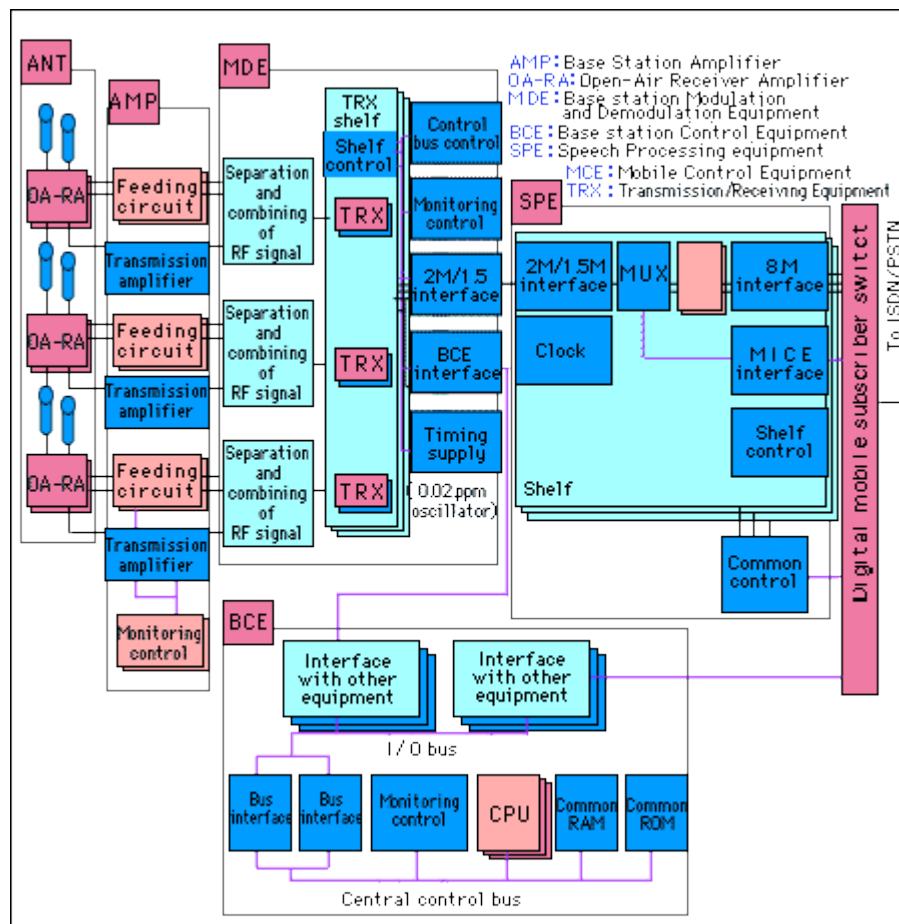 ANT
AMP
MDE
AMP:Base Station Amplifier
OA-RA:Open-Air Receiver Amplifier
MDE:Base station Modulation
and Demodulation Equipment
BCE:Base station Control Equipment
SPE:Speech Processing equipment
MCE:Mobile Control Equipment
TRX:Transmission/Receiving Equipment
OA-RA
Feeding
circuit
Transmission
amplifier
OA-RA
Feeding
circuit
Transmission
amplifier
OA-RA
Feeding
circuit
Transmission
amplifier
Monitoring
control
Separation
and
combining
of
RF signal
Separation
and
combining
of
RF signal
Separation
and
combining
of
RF signal
TRX
shelf
Shelf
control
TRX
TRX
TRX
Control
bus control
Monitoring
control
2M/1.5
interface
BCE
interface
Timing
supply
( 0.02 ppm
oscillator)
SPE
2M/1.5M
interface
MUX
8.M
interface
Clock
MICE
interface
Shelf
control
Shelf
Common
control
Digital mobile subscriber switct
To ISDN/PSTN
BCE
Interface
with other
equipment
Interface
with other
equipment
I/O bus
Bus
interface
Bus
interface
Monitoring
control
CPU
Common
RAM
Common
ROM
Central control bus